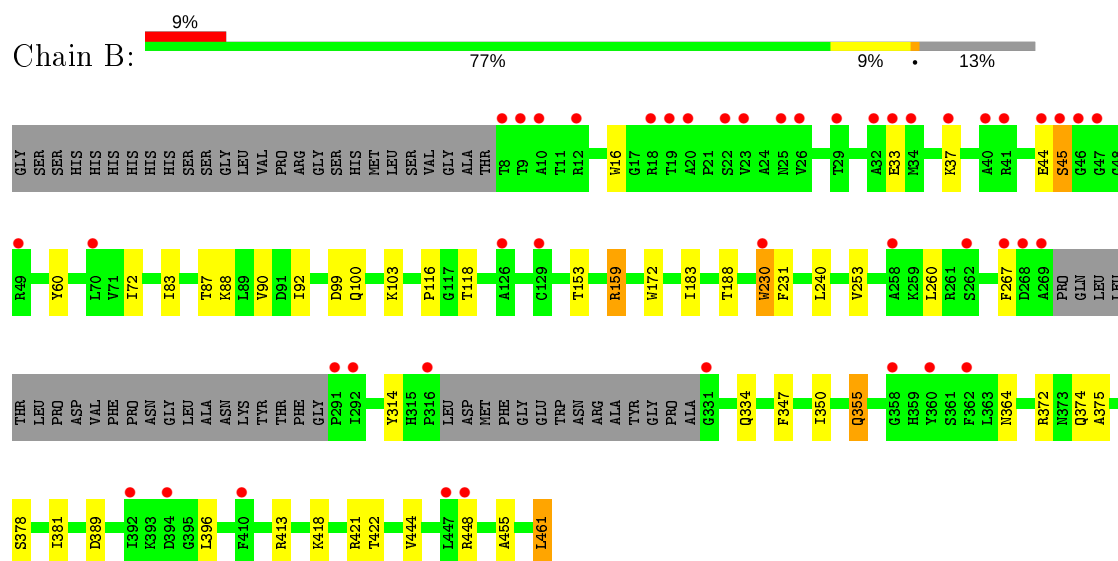 9%
Chain B:
77% 9% • 13%
GLY SER SER HIS HIS HIS HIS HIS HIS SER SER GLY LEU VAL PRO ARG GLY SER HIS MET LEU SER VAL GLY ALA THR T8 T9 A10 T11 R12 W16 G17 R18 T19 A20 P21 S22 V23 A24 N25 V26 T29 A32 E33 M34 K37 A40 R41 E44 S45 G46 G47 G48
R49 Y60 L70 V71 I72 I83 T87 K88 L89 V90 D91 I92 D99 Q100 K103 P116 G117 T118 A126 C129 T153 R159 W172 I183 T188 W230 F231 L240 V253 A258 K259 L260 R261 S262 F267 D268 A269 PRO GLN LEU LEU
THR LEU PRO ASP VAL PHE PRO ASN GLY LEU ALA ASN LYS TYR THR PHE GLY P291 I292 Y314 H315 P316 LEU ASP MET PHE GLY GLU TRP ASN ARG ALA TYR GLY PRO ALA G331 Q334 F347 I350 Q355 G358 H359 Y360 S361 F362 L363 N364 R372 N373 Q374 A375
S378 I381 D389 I392 K393 D394 G395 L396 F410 R413 K418 R421 T422 V444 L447 R448 A455 L461